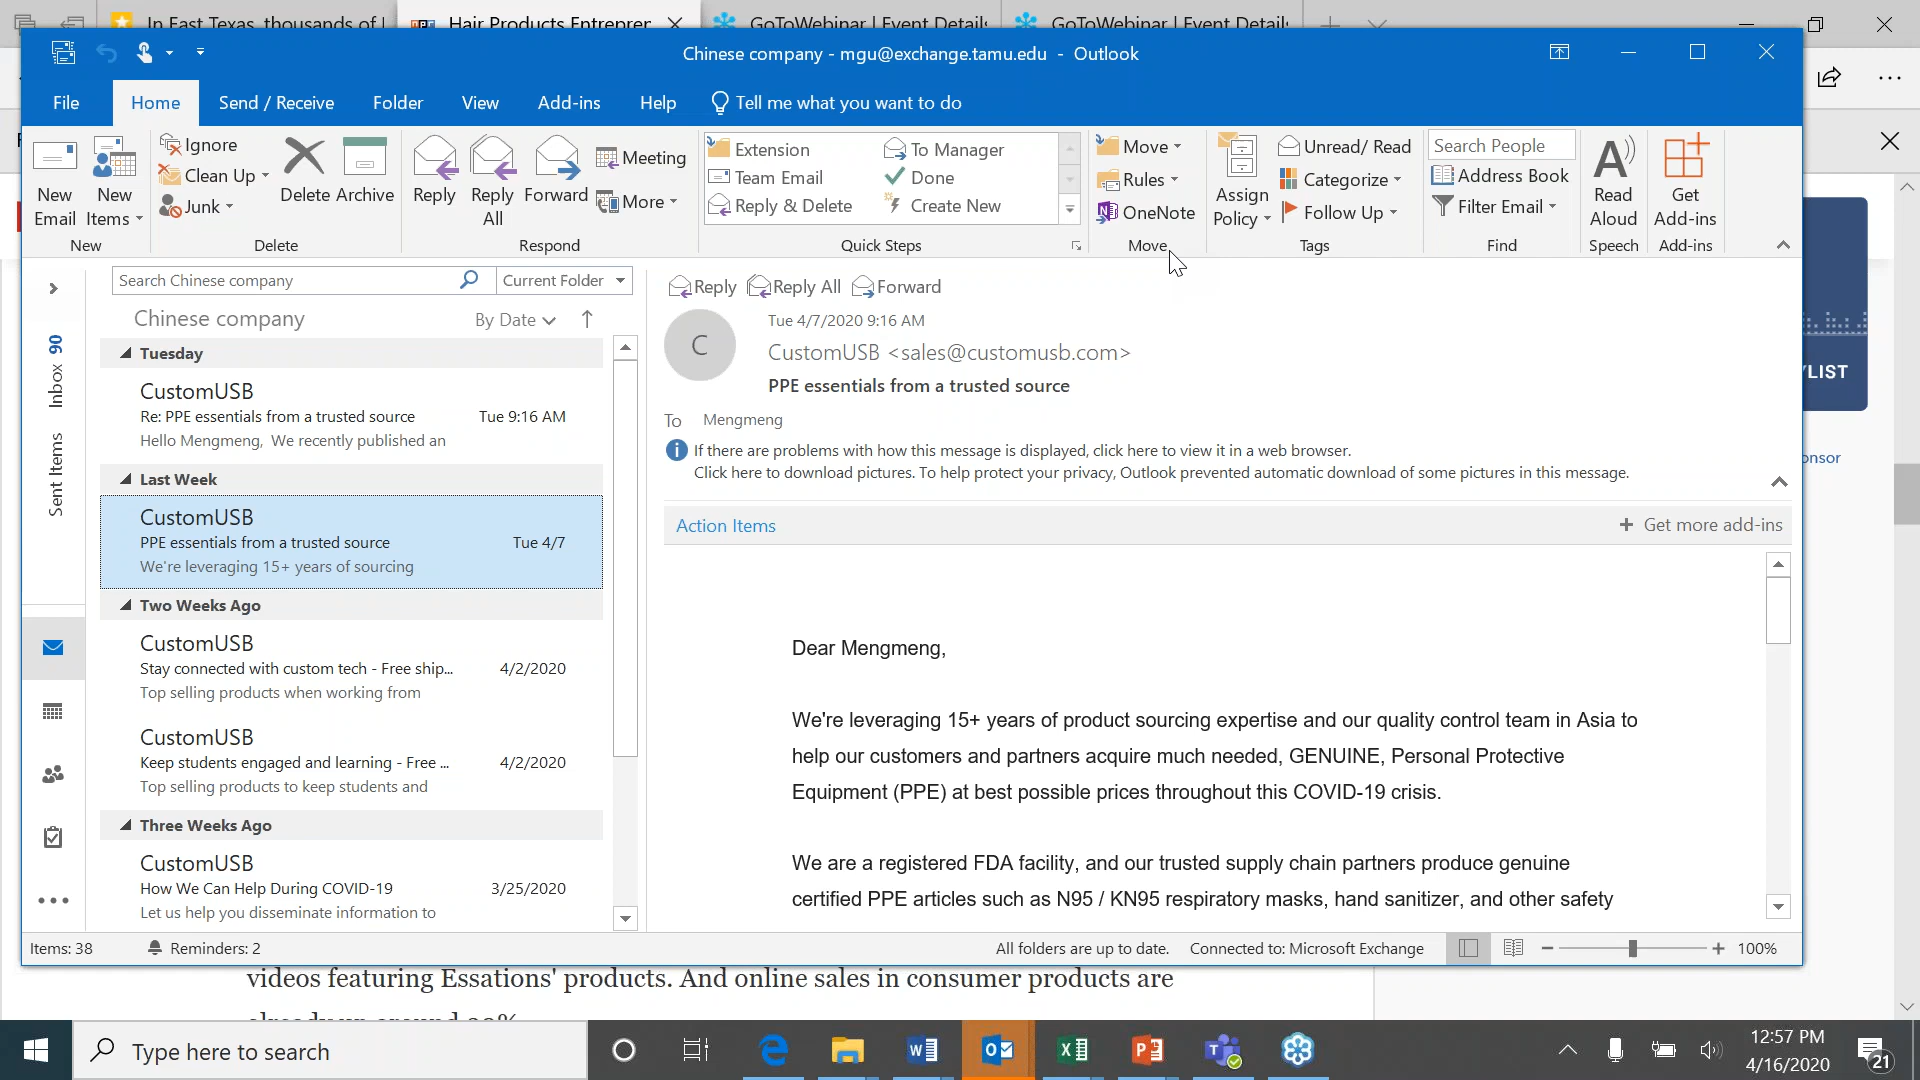 In East Texas, thousands of
Hair Products Entreprer
GoToWebinar | Event Details
GoToWebinar | Event Details
Chinese company - mgu@exchange.tamu.edu - Outlook
File Home Send / Receive Folder View Add-ins Help Tell me what you want to do
New Email
New Items
New
Ignore
Clean Up
Junk
Delete
Archive
Delete
Reply
Reply All
Forward
Meeting
More
Respond
Extension
Team Email
Reply & Delete
To Manager
Done
Create New
Quick Steps
Move
Rules
OneNote
Move
Assign Policy
Unread/ Read
Categorize
Follow Up
Tags
Search People
Address Book
Filter Email
Find
Read Aloud
Speech
Get Add-ins
Add-ins
Inbox 90
Sent Items
Search Chinese company
Current Folder
Chinese company
By Date
Tuesday
CustomUSB
Re: PPE essentials from a trusted source Tue 9:16 AM
Hello Mengmeng, We recently published an
Last Week
CustomUSB
PPE essentials from a trusted source Tue 4/7
We're leveraging 15+ years of sourcing
Two Weeks Ago
CustomUSB
Stay connected with custom tech - Free ship... 4/2/2020
Top selling products when working from
CustomUSB
Keep students engaged and learning - Free ... 4/2/2020
Top selling products to keep students and
Three Weeks Ago
CustomUSB
How We Can Help During COVID-19 3/25/2020
Let us help you disseminate information to
Reply Reply All Forward
C
Tue 4/7/2020 9:16 AM
CustomUSB <sales@customusb.com>
PPE essentials from a trusted source
To Mengmeng
If there are problems with how this message is displayed, click here to view it in a web browser.
Click here to download pictures. To help protect your privacy, Outlook prevented automatic download of some pictures in this message.
Action Items
+ Get more add-ins
Dear Mengmeng,
We're leveraging 15+ years of product sourcing expertise and our quality control team in Asia to
help our customers and partners acquire much needed, GENUINE, Personal Protective
Equipment (PPE) at best possible prices throughout this COVID-19 crisis.
We are a registered FDA facility, and our trusted supply chain partners produce genuine
certified PPE articles such as N95 / KN95 respiratory masks, hand sanitizer, and other safety
YLIST
onsor
Items: 38 Reminders: 2
All folders are up to date. Connected to: Microsoft Exchange 100%
videos featuring Essations' products. And online sales in consumer products are
Type here to search
12:57 PM
4/16/2020
21